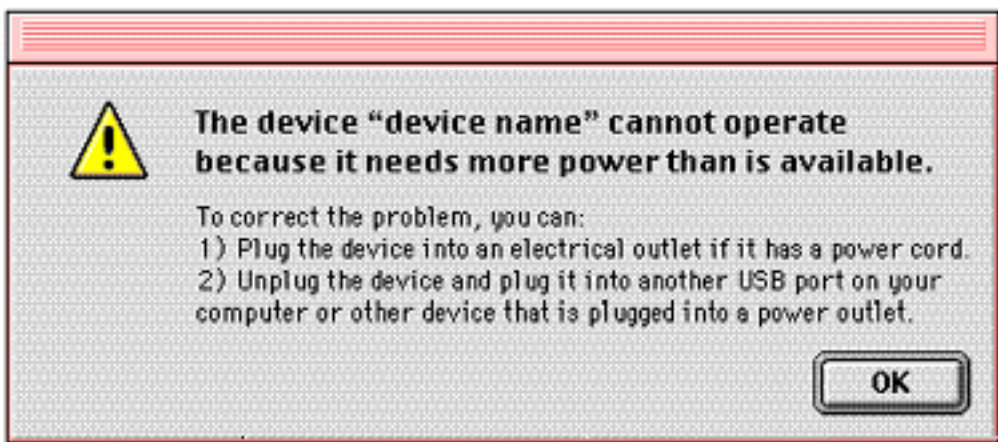 The device “device name” cannot operate
because it needs more power than is available.
To correct the problem, you can:
1) Plug the device into an electrical outlet if it has a power cord.
2) Unplug the device and plug it into another USB port on your
computer or other device that is plugged into a power outlet.
OK